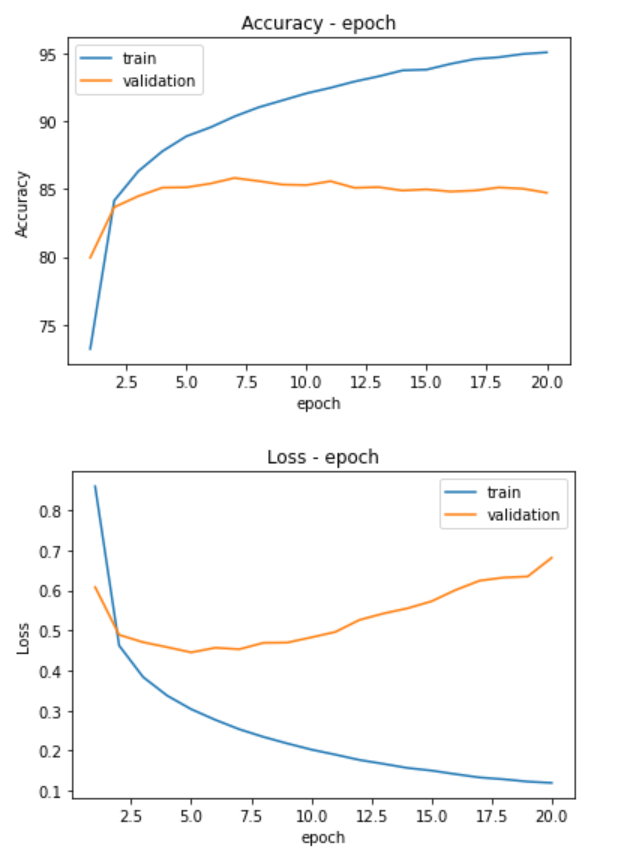 Accuracy - epoch
train
validation
95
90
85
80
75
Accuracy
2.5 5.0 7.5 10.0 12.5 15.0 17.5 20.0
epoch
Loss - epoch
train
validation
0.8
0.7
0.6
0.5
0.4
0.3
0.2
0.1
Loss
2.5 5.0 7.5 10.0 12.5 15.0 17.5 20.0
epoch